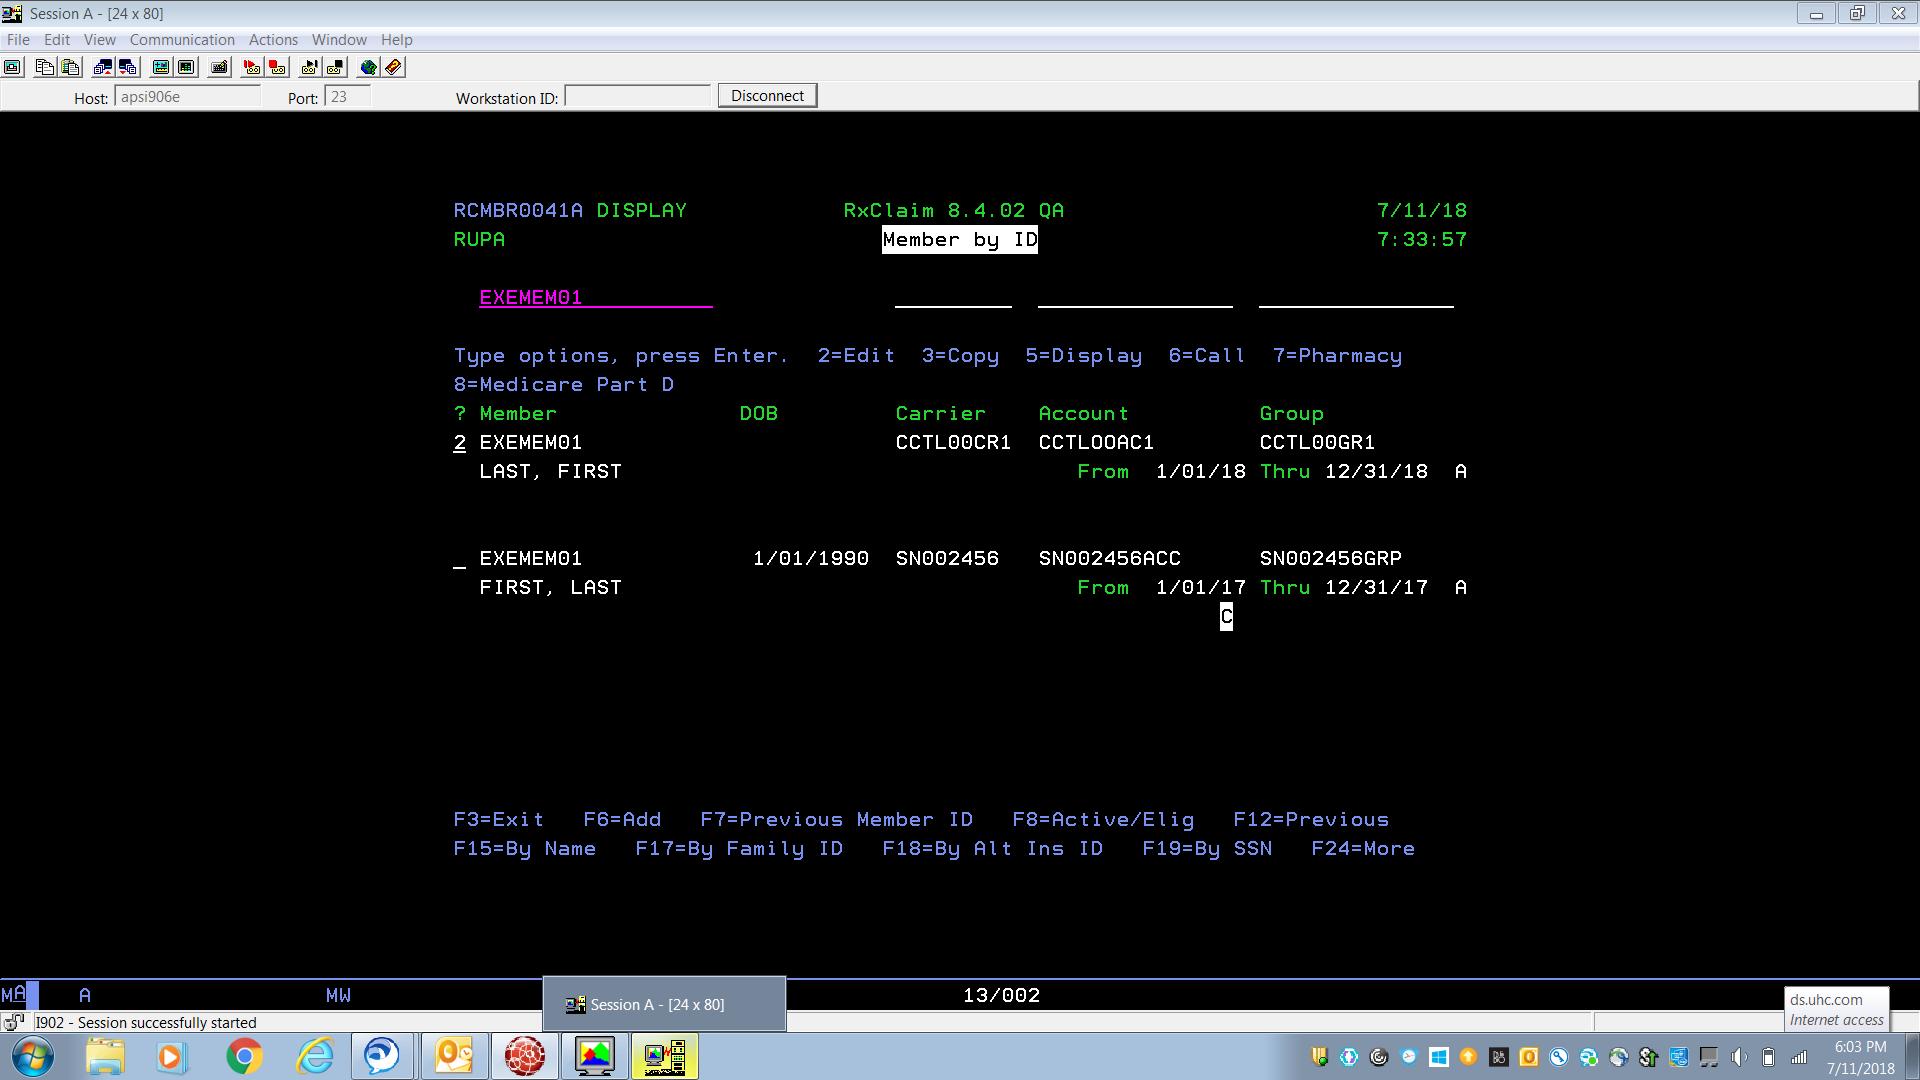 Session A - [24 x 80]
File Edit View Communication Actions Window Help
Host: apsi906e Port: 23 Workstation ID: Disconnect
RCMBR0041A DISPLAY RxClaim 8.4.02 QA 7/11/18
RUPA Member by ID 7:33:57
EXEMEM01
Type options, press Enter. 2=Edit 3=Copy 5=Display 6=Call 7=Pharmacy
8=Medicare Part D
? Member DOB Carrier Account Group
2 EXEMEM01 CCTL00CR1 CCTL00AC1 CCTL00GR1
LAST, FIRST From 1/01/18 Thru 12/31/18 A
_ EXEMEM01 1/01/1990 SN002456 SN002456ACC SN002456GRP
FIRST, LAST From 1/01/17 Thru 12/31/17 A
C
F3=Exit F6=Add F7=Previous Member ID F8=Active/Elig F12=Previous
F15=By Name F17=By Family ID F18=By Alt Ins ID F19=By SSN F24=More
MA A MW 13/002
Session A - [24 x 80]
I902 - Session successfully started
ds.uhc.com
Internet access
6:03 PM
7/11/2018